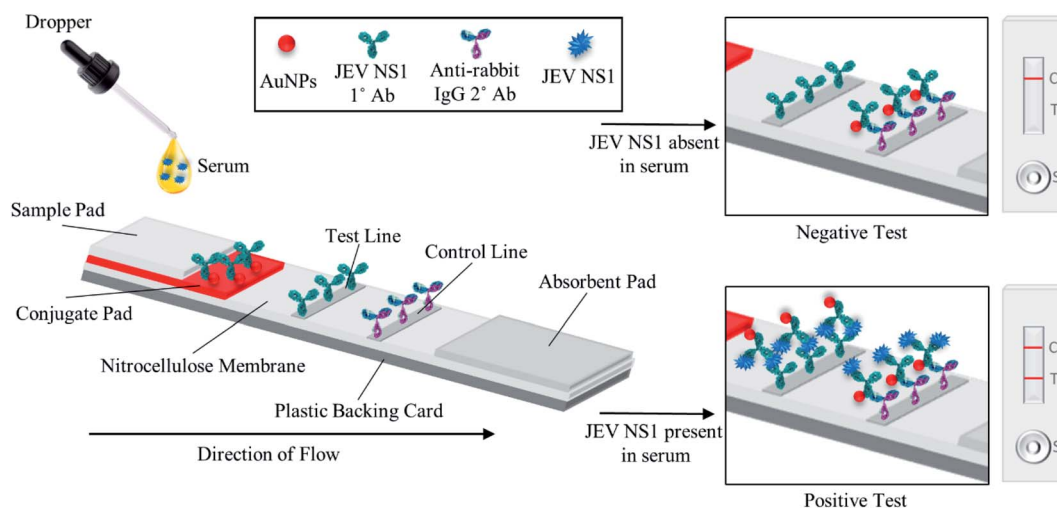 Dropper
Serum
AuNPs
JEV NS1
1° Ab
Anti-rabbit
IgG 2° Ab
JEV NS1
Sample Pad
Conjugate Pad
Nitrocellulose Membrane
Test Line
Control Line
Absorbent Pad
Plastic Backing Card
Direction of Flow
JEV NS1 absent
in serum
Negative Test
C
T
S
JEV NS1 present
in serum
Positive Test
C
T
S